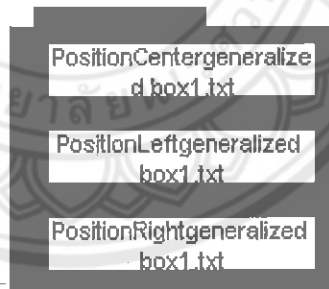 PositionCentergeneralize
d box1.txt
PositionLeftgeneralized
box1.txt
PositionRightgeneralized
box1.txt